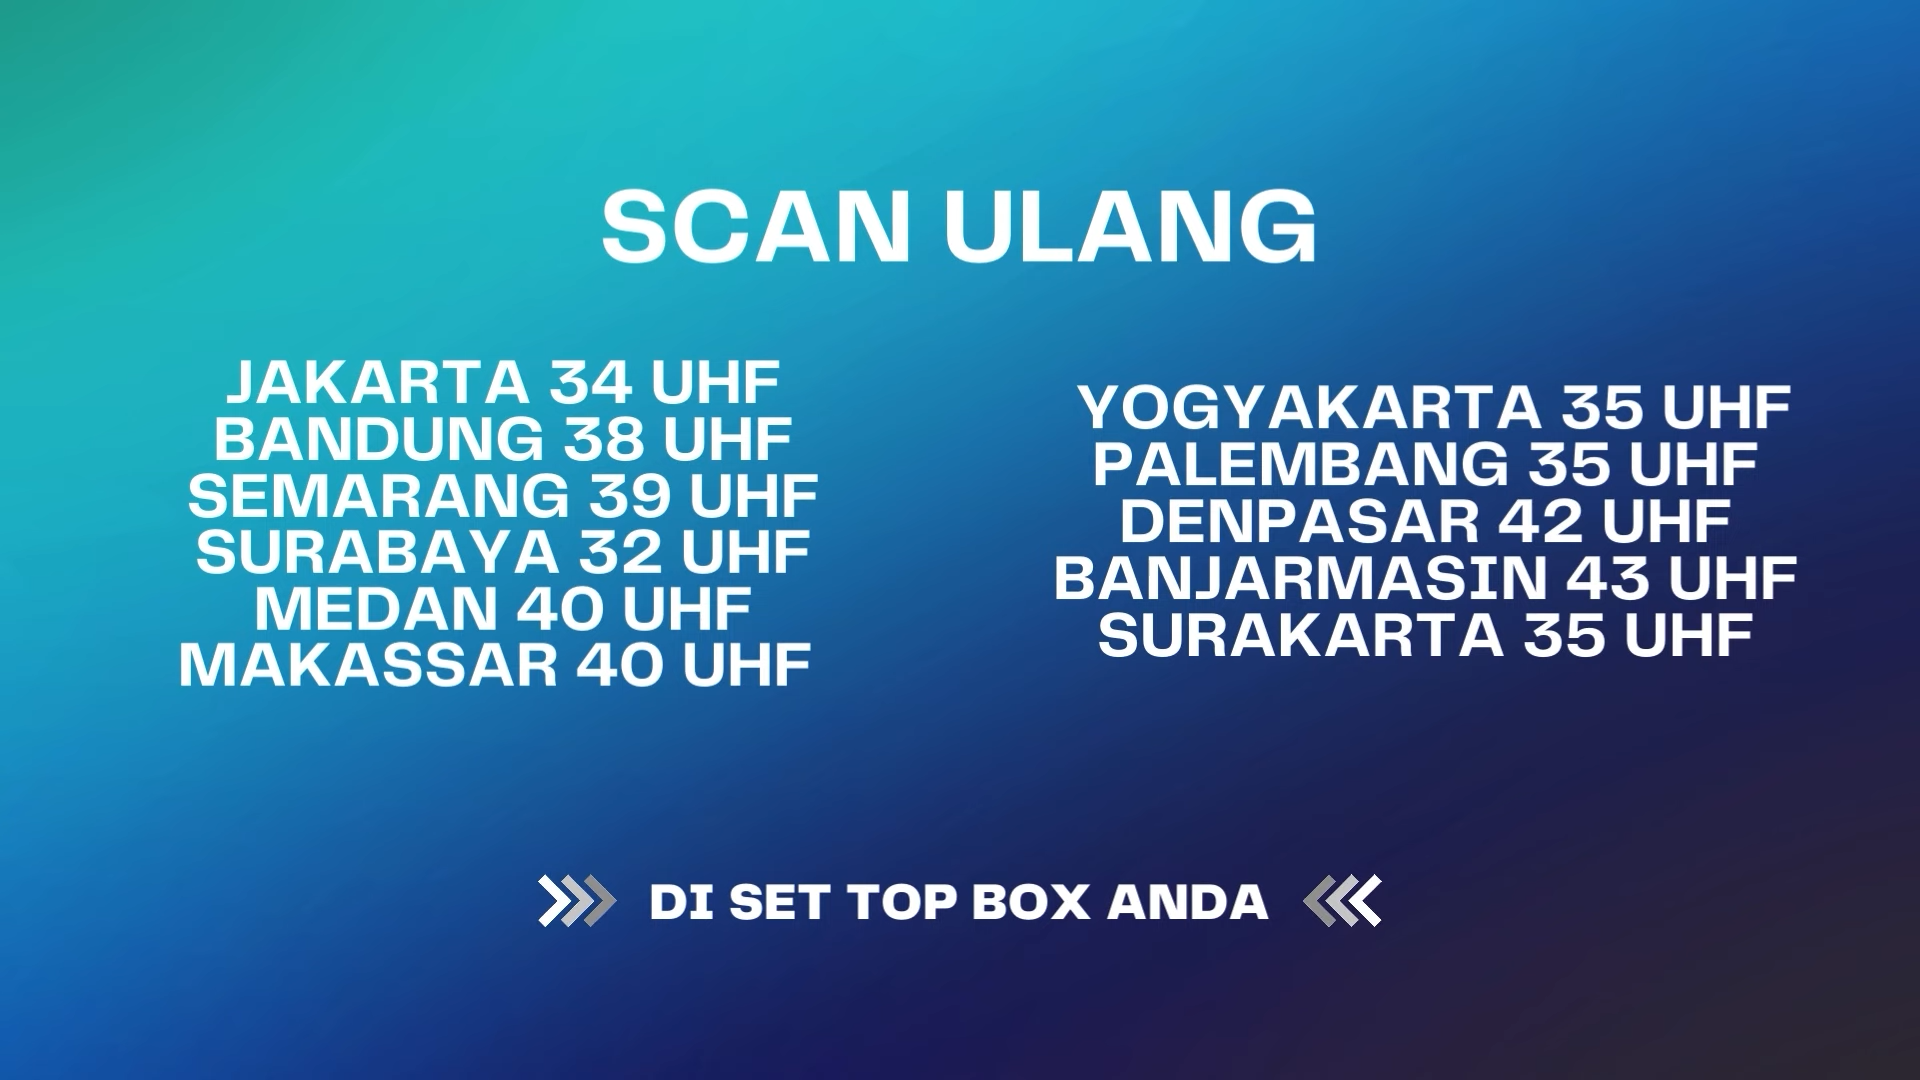 SCAN ULANG
JAKARTA 34 UHF
BANDUNG 38 UHF
SEMARANG 39 UHF
SURABAYA 32 UHF
MEDAN 40 UHF
MAKASSAR 40 UHF
YOGYAKARTA 35 UHF
PALEMBANG 35 UHF
DENPASAR 42 UHF
BANJARMASIN 43 UHF
SURAKARTA 35 UHF
DI SET TOP BOX ANDA